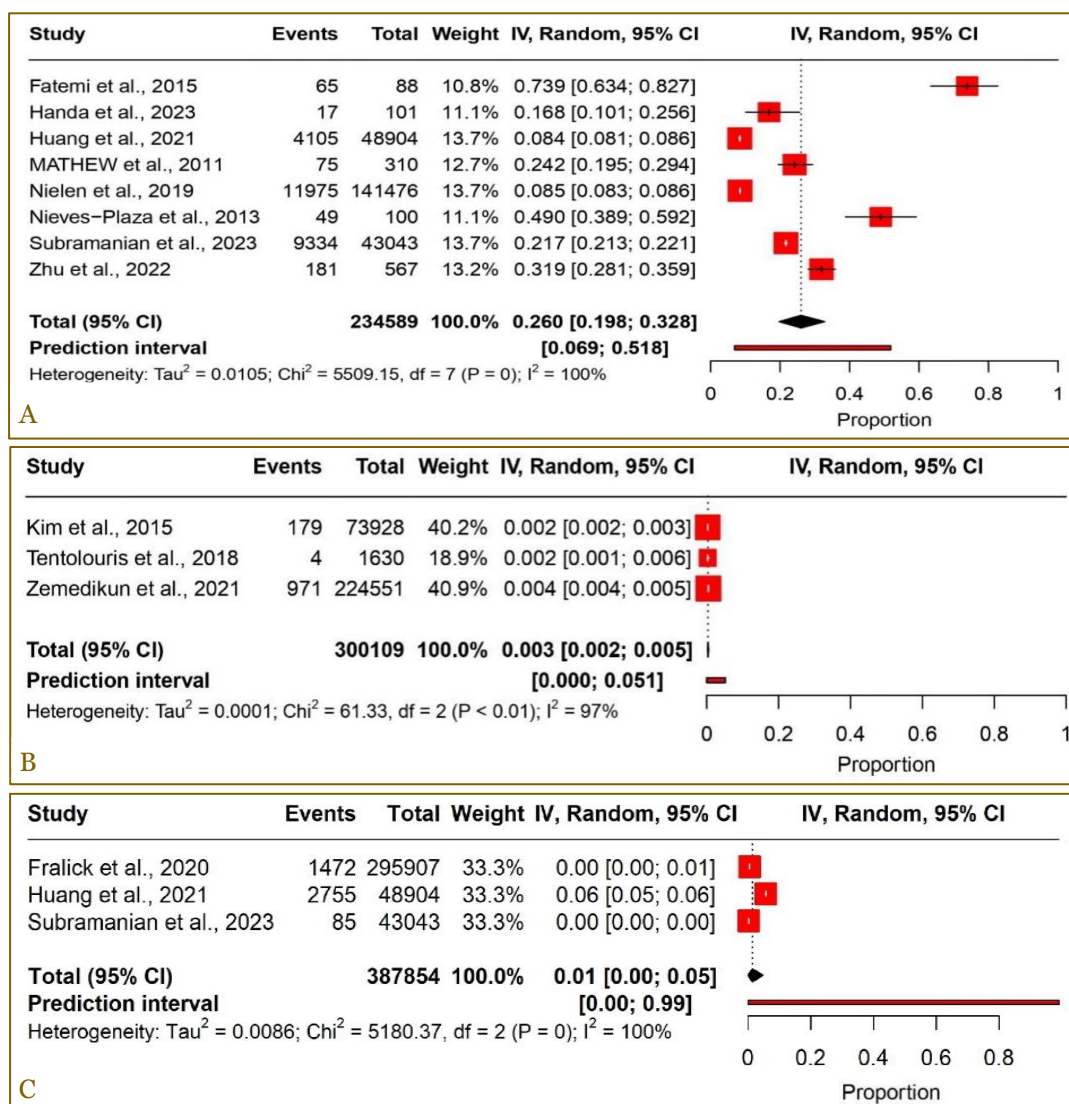 Study Events Total Weight IV, Random, 95% CI IV, Random, 95% CI
Fatemi et al., 2015 65 88 10.8% 0.739 [0.634; 0.827]
Handa et al., 2023 17 101 11.1% 0.168 [0.101; 0.256]
Huang et al., 2021 4105 48904 13.7% 0.084 [0.081; 0.086]
MATHEW et al., 2011 75 310 12.7% 0.242 [0.195; 0.294]
Nielen et al., 2019 11975 141476 13.7% 0.085 [0.083; 0.086]
Nieves−Plaza et al., 2013 49 100 11.1% 0.490 [0.389; 0.592]
Subramanian et al., 2023 9334 43043 13.7% 0.217 [0.213; 0.221]
Zhu et al., 2022 181 567 13.2% 0.319 [0.281; 0.359]
Total (95% CI) 234589 100.0% 0.260 [0.198; 0.328]
Prediction interval [0.069; 0.518]
Heterogeneity: Tau² = 0.0105; Chi² = 5509.15, df = 7 (P = 0); I² = 100%
0 0.2 0.4 0.6 0.8 1
Proportion
A
Study Events Total Weight IV, Random, 95% CI IV, Random, 95% CI
Kim et al., 2015 179 73928 40.2% 0.002 [0.002; 0.003]
Tentolouris et al., 2018 4 1630 18.9% 0.002 [0.001; 0.006]
Zemedikun et al., 2021 971 224551 40.9% 0.004 [0.004; 0.005]
Total (95% CI) 300109 100.0% 0.003 [0.002; 0.005]
Prediction interval [0.000; 0.051]
Heterogeneity: Tau² = 0.0001; Chi² = 61.33, df = 2 (P < 0.01); I² = 97%
0 0.2 0.4 0.6 0.8 1
Proportion
B
Study Events Total Weight IV, Random, 95% CI IV, Random, 95% CI
Fralick et al., 2020 1472 295907 33.3% 0.00 [0.00; 0.01]
Huang et al., 2021 2755 48904 33.3% 0.06 [0.05; 0.06]
Subramanian et al., 2023 85 43043 33.3% 0.00 [0.00; 0.00]
Total (95% CI) 387854 100.0% 0.01 [0.00; 0.05]
Prediction interval [0.00; 0.99]
Heterogeneity: Tau² = 0.0086; Chi² = 5180.37, df = 2 (P = 0); I² = 100%
0 0.2 0.4 0.6 0.8
Proportion
C